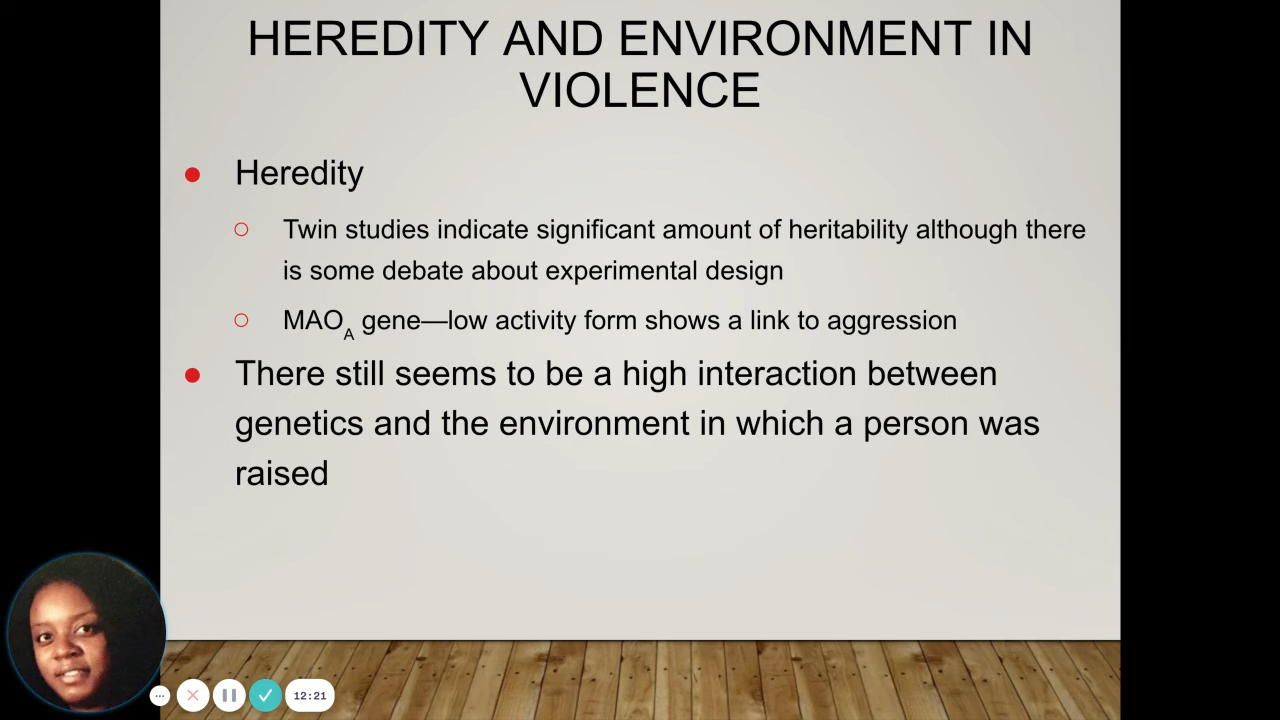 HEREDITY AND ENVIRONMENT IN
VIOLENCE
● Heredity
○ Twin studies indicate significant amount of heritability although there
is some debate about experimental design
○ MAO_A gene—low activity form shows a link to aggression
● There still seems to be a high interaction between
genetics and the environment in which a person was
raised
12:21